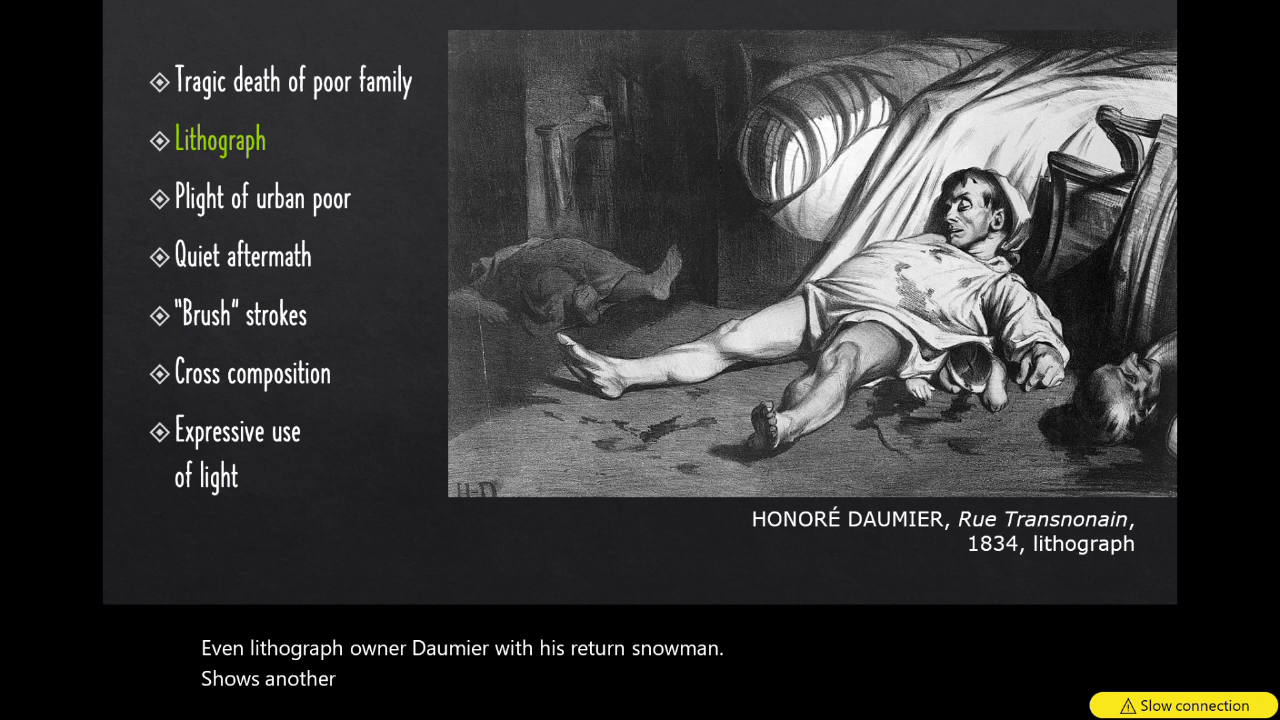 Tragic death of poor family
Lithograph
Plight of urban poor
Quiet aftermath
"Brush" strokes
Cross composition
Expressive use
of light
H-D
HONORÉ DAUMIER, Rue Transnonain,
1834, lithograph
Even lithograph owner Daumier with his return snowman.
Shows another
Slow connection